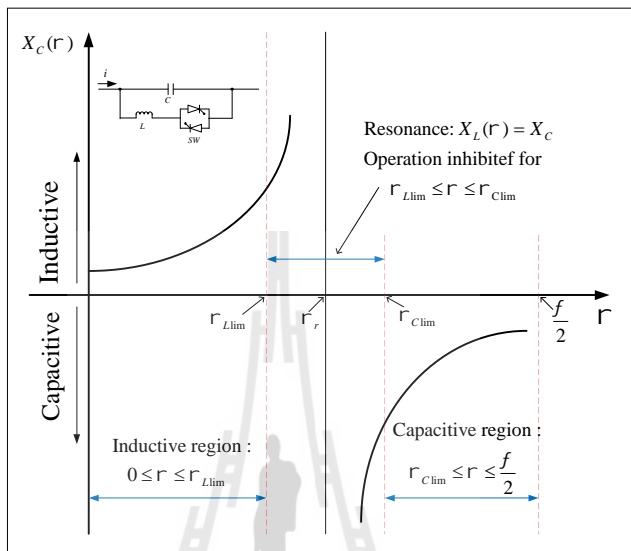 X_C(r)
i
C
L
SW
Resonance: X_L(r) = X_C
Operation inhibitef for
r_Llim ≤ r ≤ r_Clim
Inductive
Capacitive
r_Llim
r_r
r_Clim
f/2
r
Inductive region :
0 ≤ r ≤ r_Llim
Capacitive region :
r_Clim ≤ r ≤ f/2